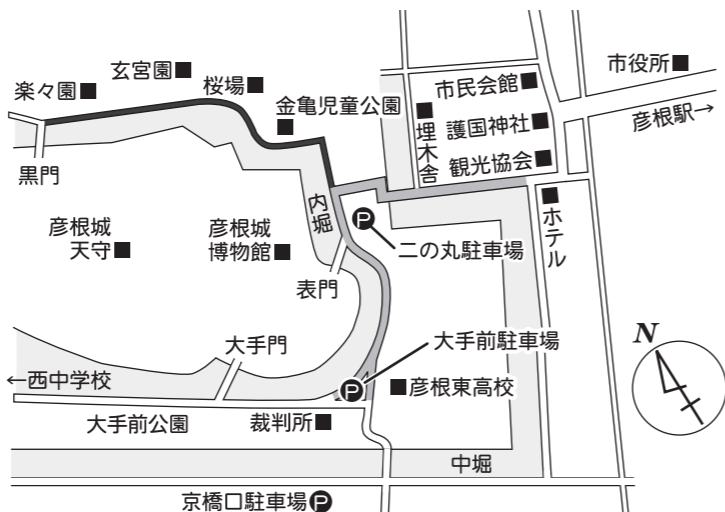 市役所■
市民会館■
玄宮園■
桜場■
楽々園■
金亀児童公園
■
■
埋木舎
護国神社■
彦根駅→
観光協会■
黒門
内堀
■
ホテル
彦根城
天守■
彦根城
博物館■
P
二の丸駐車場
表門
N
大手門
大手前駐車場
←西中学校
P
■彦根東高校
大手前公園
裁判所■
中堀
京橋口駐車場P